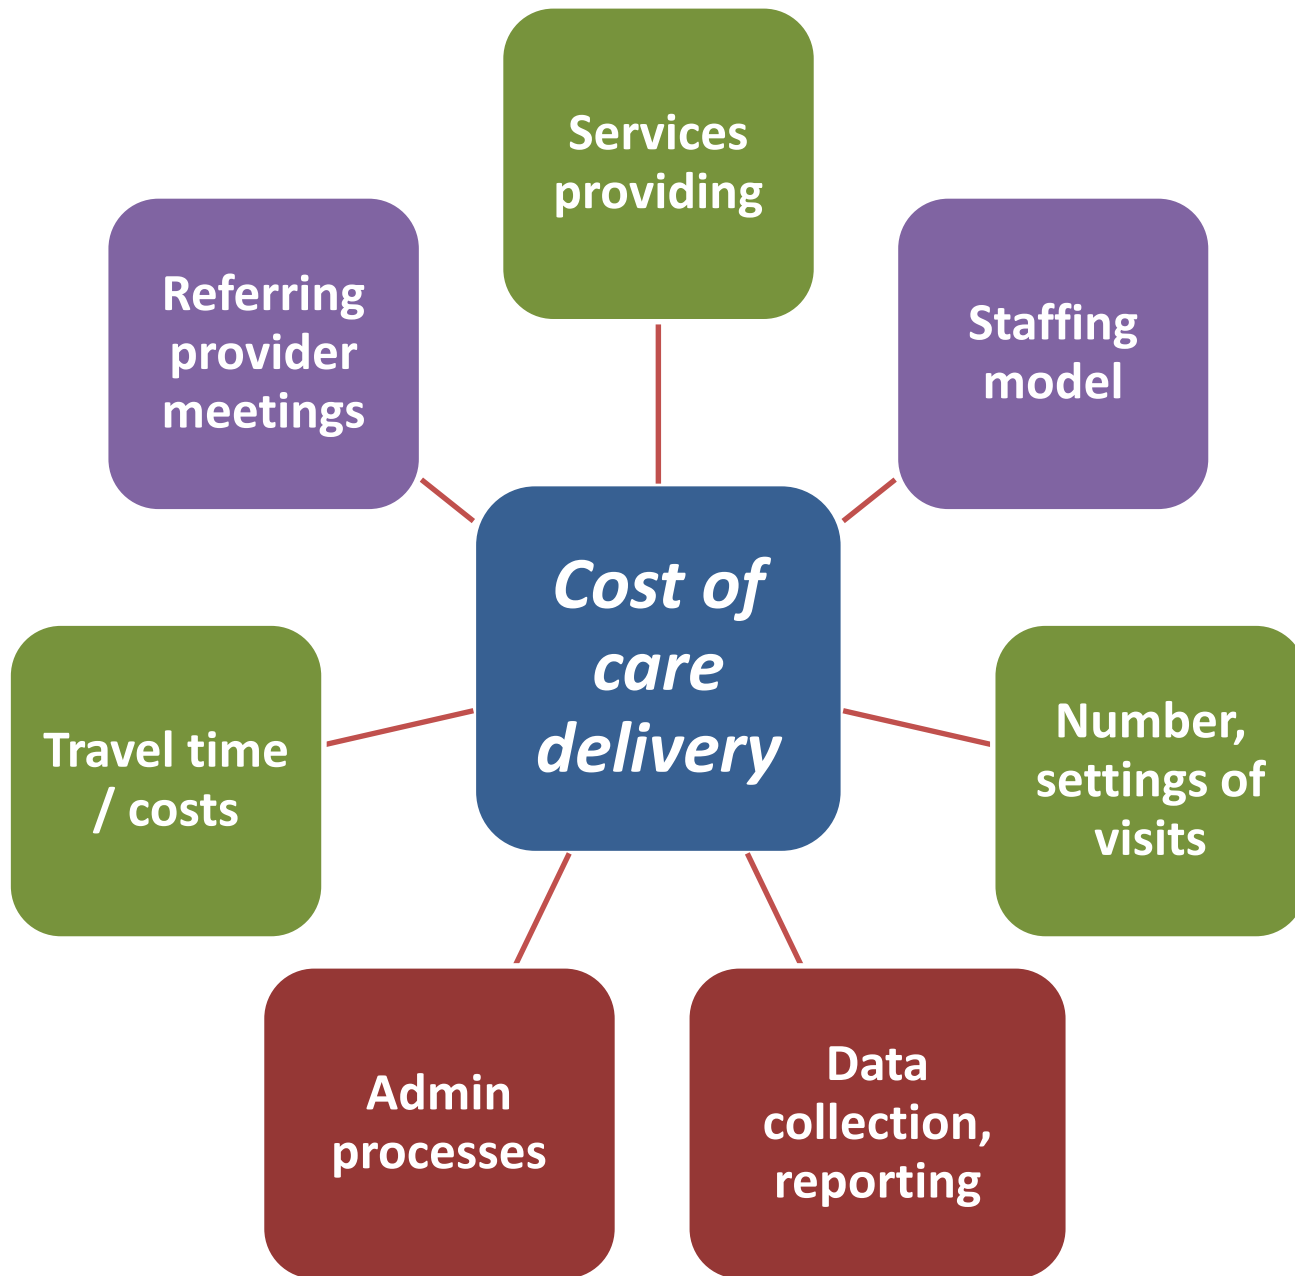 Services
providing
Referring
provider
meetings
Staffing
model
Cost of
care
delivery
Travel time
/ costs
Number,
settings of
visits
Admin
processes
Data
collection,
reporting